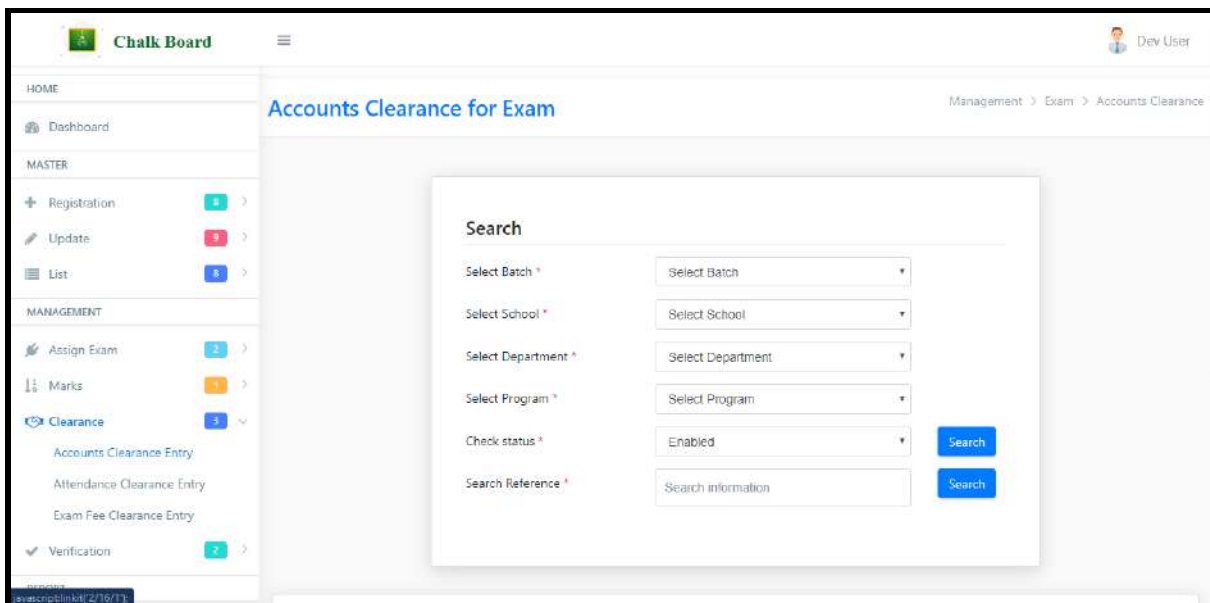 Chalk Board
Dev User
HOME
Dashboard
MASTER
Registration 8
Update 9
List 8
MANAGEMENT
Assign Exam 2
Marks 1
Clearance 3
Accounts Clearance Entry
Attendance Clearance Entry
Exam Fee Clearance Entry
Verification 2
Accounts Clearance for Exam
Management > Exam > Accounts Clearance
Search
Select Batch * Select Batch
Select School * Select School
Select Department * Select Department
Select Program * Select Program
Check status * Enabled Search
Search Reference * Search information Search